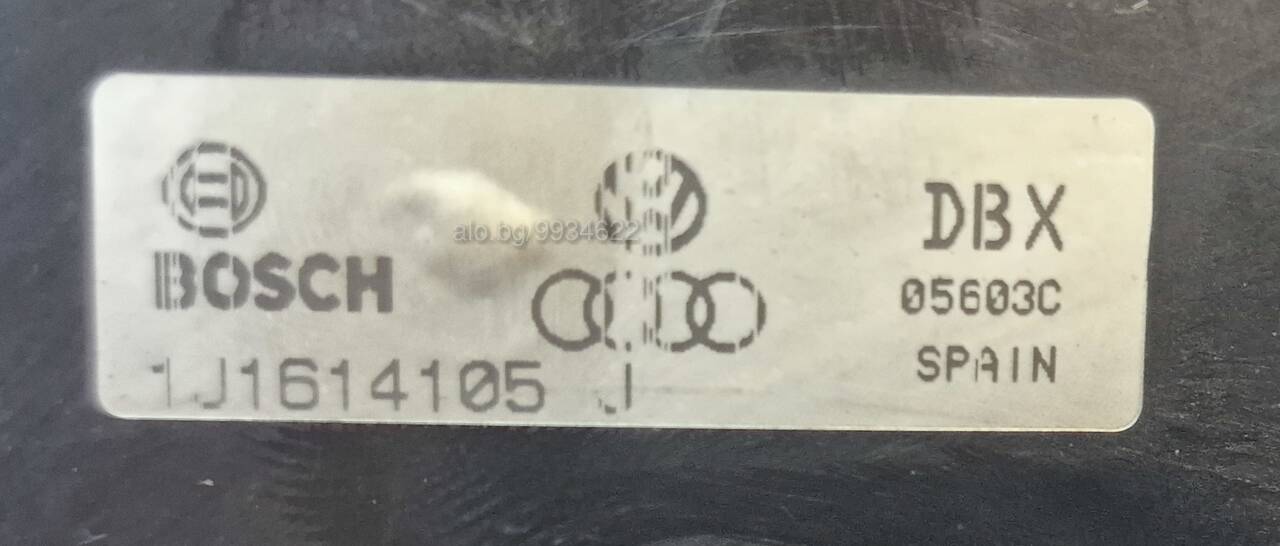 BOSCH
1J1614105 J
DBX
05603C
SPAIN
alo.bg 9934622